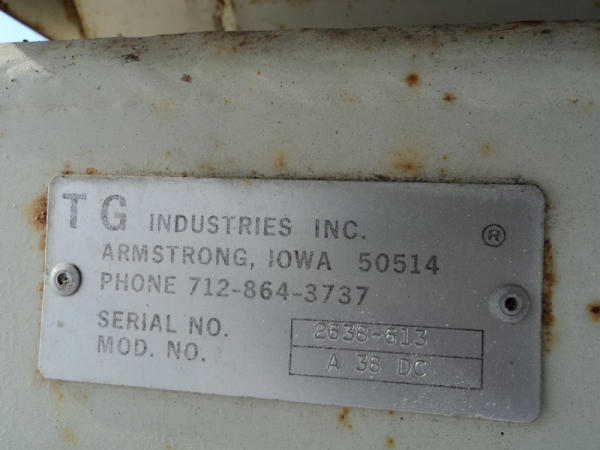 T G INDUSTRIES INC. ®
ARMSTRONG, IOWA 50514
PHONE 712-864-3737
SERIAL NO. 2638-613
MOD. NO. A 38 DC